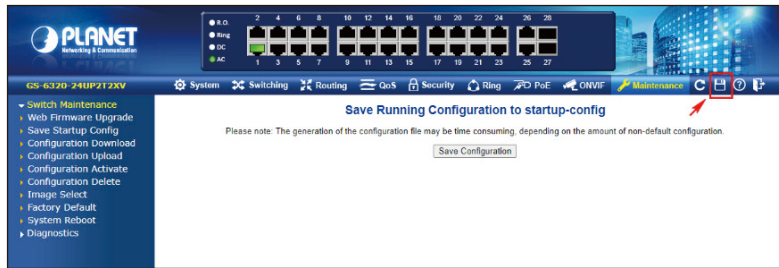 PLANET
Networking & Communication
R.O.
Ring
DC
AC
2 4 6 8 10 12 14 16 18 20 22 24 26 28
1 3 5 7 9 11 13 15 17 19 21 23 25 27
GS-6320-24UP2T2XV
System Switching Routing QoS Security Ring PoE ONVIF Maintenance
Switch Maintenance
Web Firmware Upgrade
Save Startup Config
Configuration Download
Configuration Upload
Configuration Activate
Configuration Delete
Image Select
Factory Default
System Reboot
Diagnostics
Save Running Configuration to startup-config
Please note: The generation of the configuration file may be time consuming, depending on the amount of non-default configuration.
Save Configuration